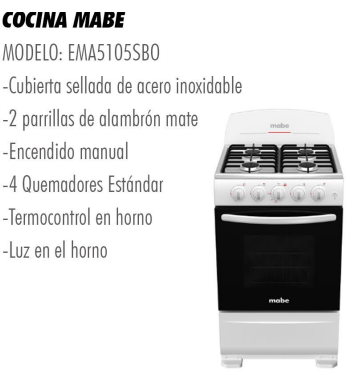 COCINA MABE
MODELO: EMA5105SBO
-Cubierta sellada de acero inoxidable
-2 parrillas de alambrón mate
-Encendido manual
-4 Quemadores Estándar
-Termocontrol en horno
-Luz en el horno
mabe
mabe